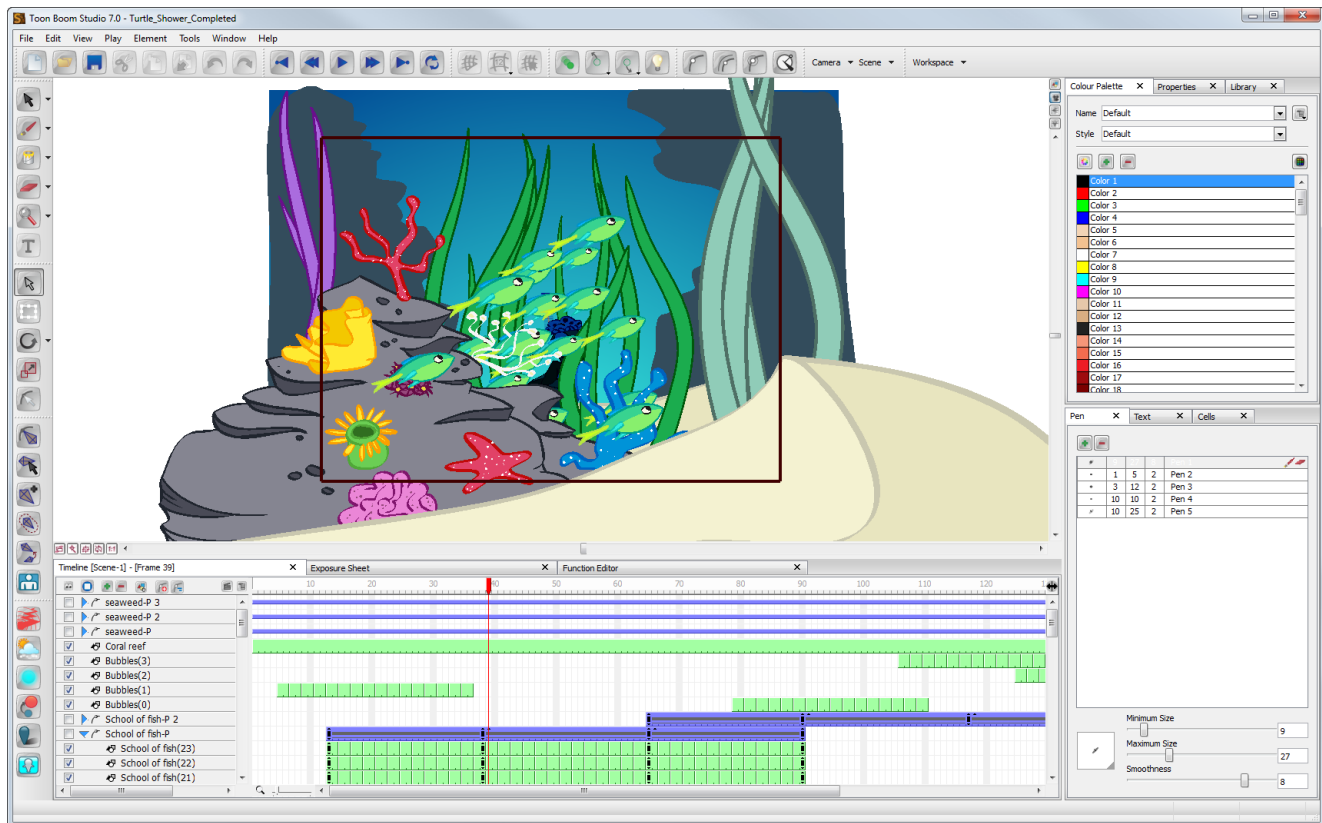 Toon Boom Studio 7.0 - Turtle_Shower_Completed
File Edit View Play Element Tools Window Help
Camera Scene Workspace
Colour Palette Properties Library
Name Default
Style Default
Color 1
Color 2
Color 3
Color 4
Color 5
Color 6
Color 7
Color 8
Color 9
Color 10
Color 11
Color 12
Color 13
Color 14
Color 15
Color 16
Color 17
Color 18
Pen Text Cells
1 5 2 Pen 2
3 12 2 Pen 3
10 10 2 Pen 4
10 25 2 Pen 5
Minimum Size
9
Maximum Size
27
Smoothness
8
Timeline [Scene-1] - [Frame 39] Exposure Sheet Function Editor
10 20 30 40 50 60 70 80 90 100 110 120
seaweed-P 3
seaweed-P 2
seaweed-P
Coral reef
Bubbles(3)
Bubbles(2)
Bubbles(1)
Bubbles(0)
School of fish-P 2
School of fish-P
School of fish(23)
School of fish(22)
School of fish(21)